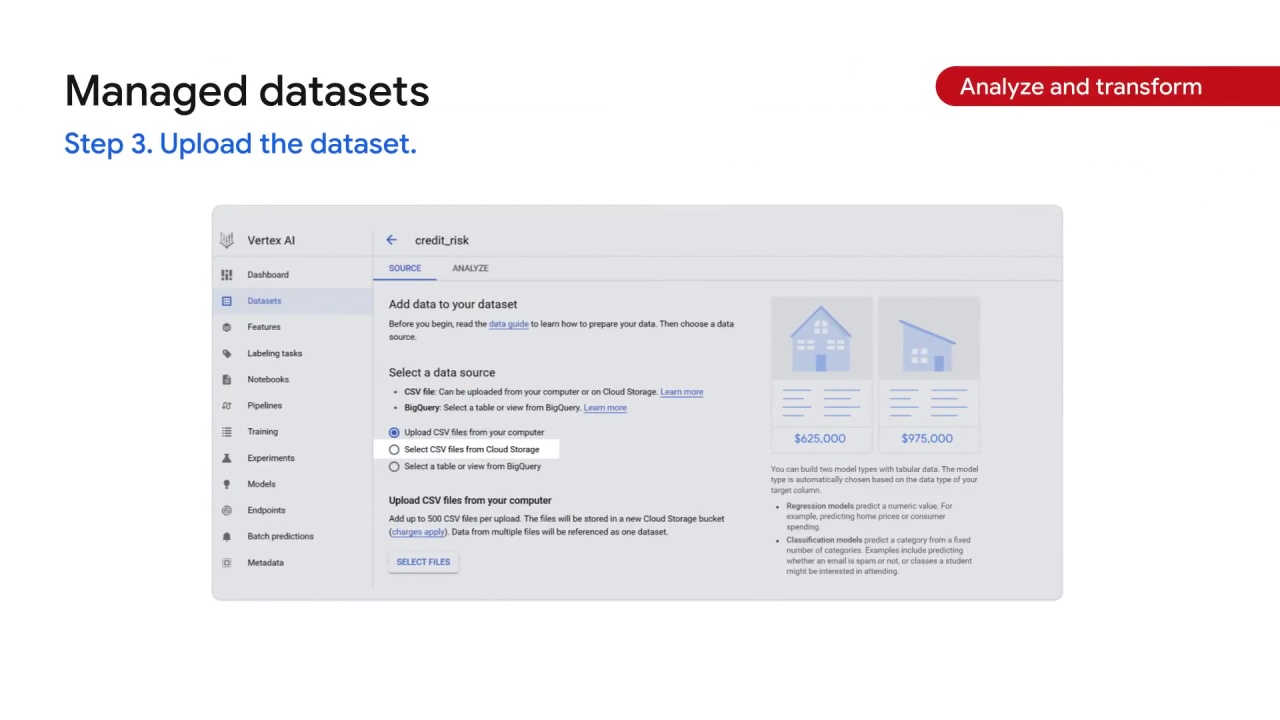 Managed datasets
Analyze and transform
Step 3. Upload the dataset.
Vertex AI
Dashboard
Datasets
Features
Labeling tasks
Notebooks
Pipelines
Training
Experiments
Models
Endpoints
Batch predictions
Metadata
credit_risk
SOURCE
ANALYZE
Add data to your dataset
Before you begin, read the data guide to learn how to prepare your data. Then choose a data
source.
Select a data source
• CSV file: Can be uploaded from your computer or on Cloud Storage. Learn more
• BigQuery: Select a table or view from BigQuery. Learn more
Upload CSV files from your computer
Select CSV files from Cloud Storage
Select a table or view from BigQuery
Upload CSV files from your computer
Add up to 500 CSV files per upload. The files will be stored in a new Cloud Storage bucket
(charges apply). Data from multiple files will be referenced as one dataset.
SELECT FILES
$625,000
$975,000
You can build two model types with tabular data. The model
type is automatically chosen based on the data type of your
target column.
• Regression models predict a numeric value. For
example, predicting home prices or consumer
spending.
• Classification models predict a category from a fixed
number of categories. Examples include predicting
whether an email is spam or not, or classes a student
might be interested in attending.